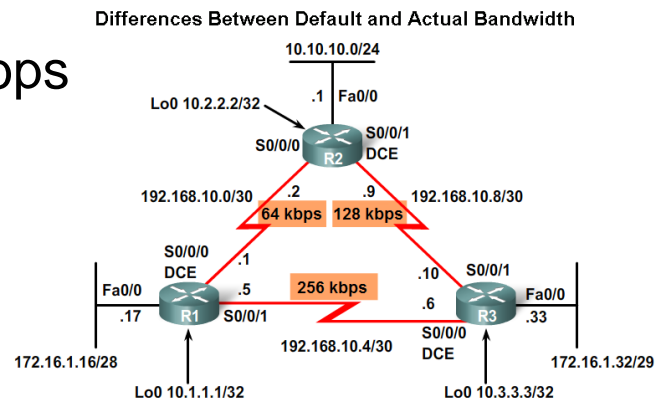 Differences Between Default and Actual Bandwidth
10.10.10.0/24
.1 Fa0/0
Lo0 10.2.2.2/32
S0/0/0
S0/0/1
DCE
R2
.2
.9
192.168.10.0/30
192.168.10.8/30
64 kbps
128 kbps
S0/0/0
DCE
.1
.10
S0/0/1
Fa0/0
.5
256 kbps
.6
Fa0/0
.17
R1
S0/0/1
R3
.33
192.168.10.4/30
S0/0/0
DCE
172.16.1.16/28
172.16.1.32/29
Lo0 10.1.1.1/32
Lo0 10.3.3.3/32